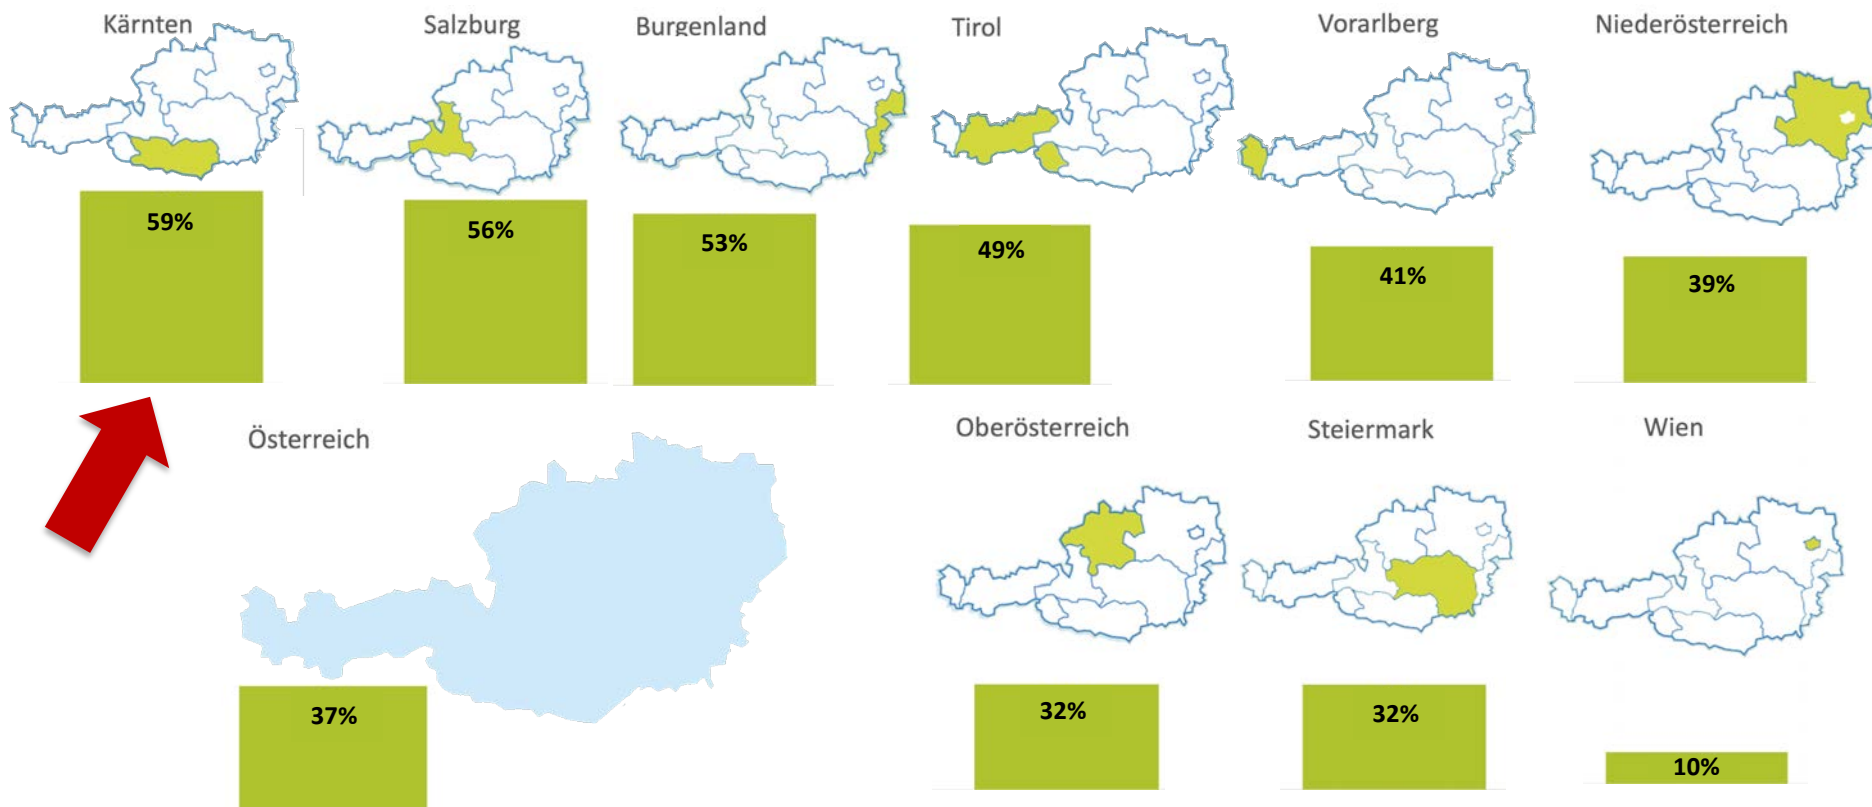 Kärnten
Salzburg
Burgenland
Tirol
Vorarlberg
Niederösterreich
59%
56%
53%
49%
41%
39%
Österreich
Oberösterreich
Steiermark
Wien
37%
32%
32%
10%